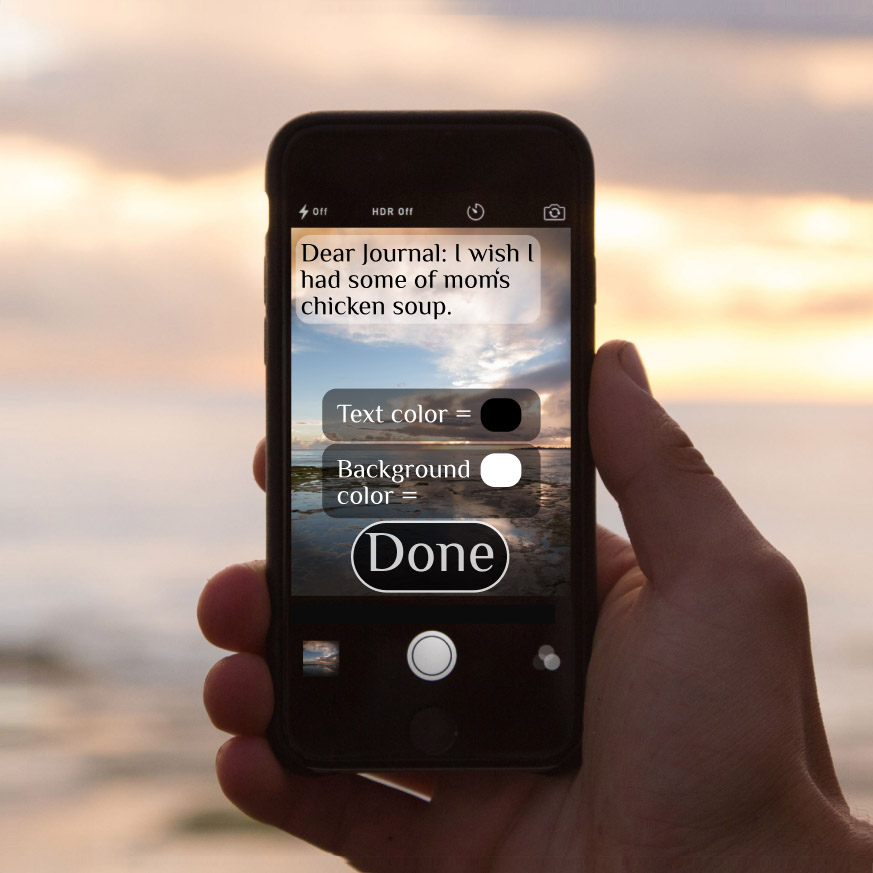 Off HDR Off
Dear Journal: I wish I
had some of mom's
chicken soup.
Text color =
Background
color =
Done